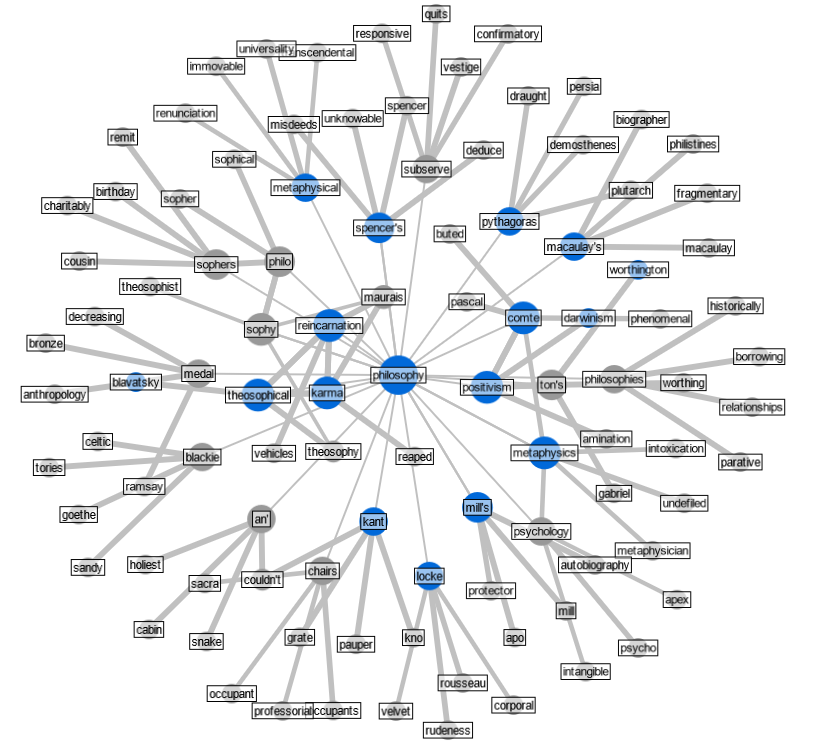 quits
responsive
confirmatory
universality
nscendental
immovable
vestige
persia
draught
spencer
renunciation
unknowable
misdeeds
biographer
remit
demosthenes
philistines
deduce
sophical
subserve
metaphysical
birthday
plutarch
fragmentary
sopher
charitably
pythagoras
spencer's
buted
macaulay's
macaulay
cousin
sophers
philo
worthington
theosophist
maurais
pascal
historically
decreasing
sophy
reincarnation
comte
darwinism
phenomenal
bronze
borrowing
medal
philosophy
blavatsky
positivism
ton's
philosophies
worthing
anthropology
theosophical
karma
relationships
celtic
amination
intoxication
tories
blackie
vehicles
theosophy
reaped
metaphysics
parative
ramsay
gabriel
undefiled
goethe
an'
kant
mill's
psychology
metaphysician
holiest
sandy
sacra
couldn't
chairs
locke
autobiography
protector
apex
cabin
snake
grate
pauper
kno
apo
mill
psycho
intangible
occupant
rousseau
professorial
ccupants
velvet
corporal
rudeness